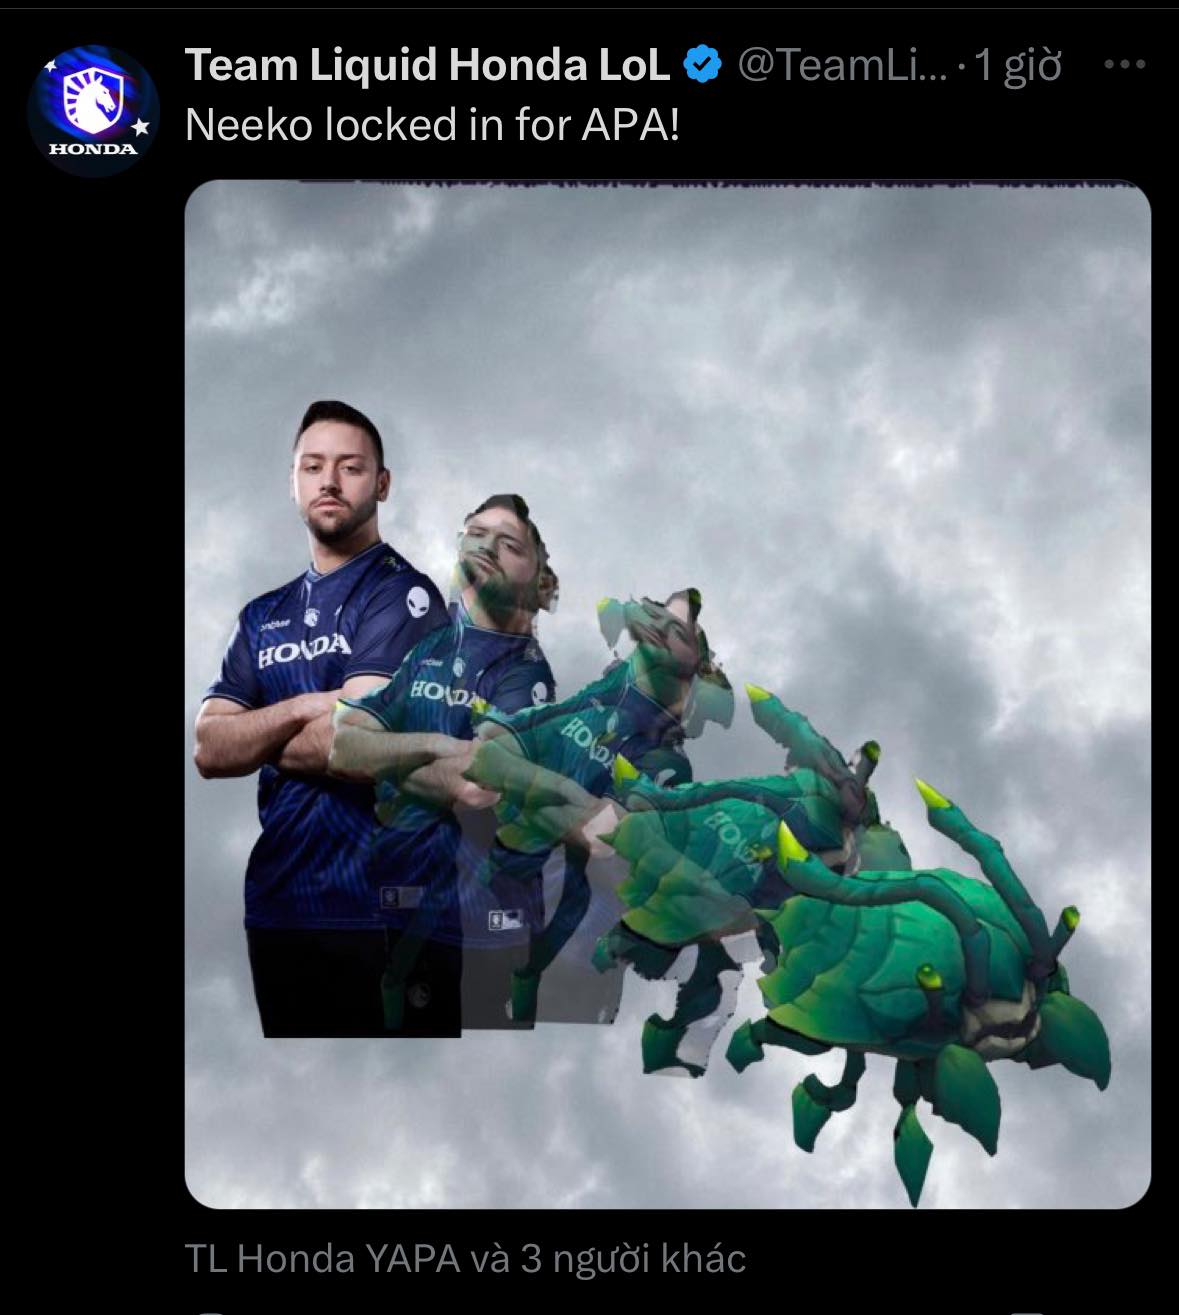 Team Liquid Honda LoL @TeamLi... · 1 giờ
Neeko locked in for APA!
HONDA
HONDA
HONDA
HONDA
HONDA
TL Honda YAPA và 3 người khác